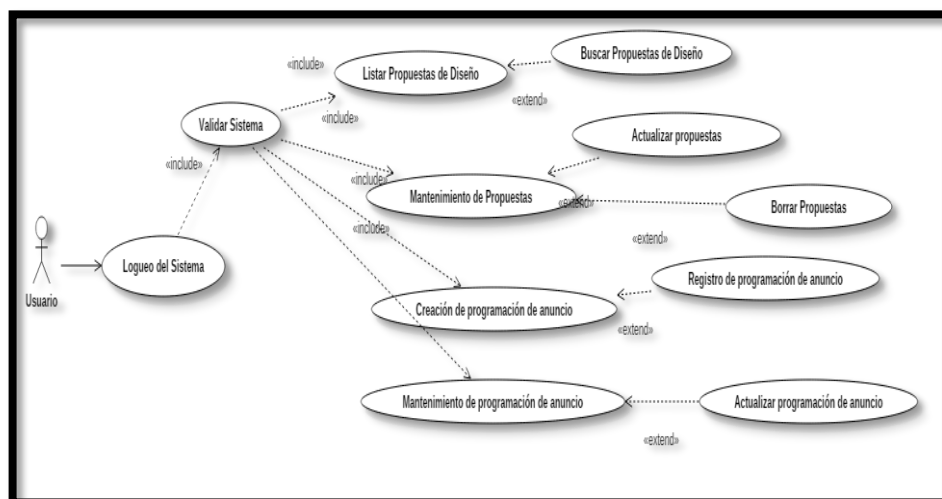 Buscar Propuestas de Diseño
«include»
Listar Propuestas de Diseño
«extend»
Validar Sistema
«include»
Actualizar propuestas
«include»
«include»
Mantenimiento de Propuestas
«extend»
Borrar Propuestas
«include»
«extend»
Logueo del Sistema
Usuario
Registro de programación de anuncio
Creación de programación de anuncio
«extend»
Mantenimiento de programación de anuncio
Actualizar programación de anuncio
«extend»